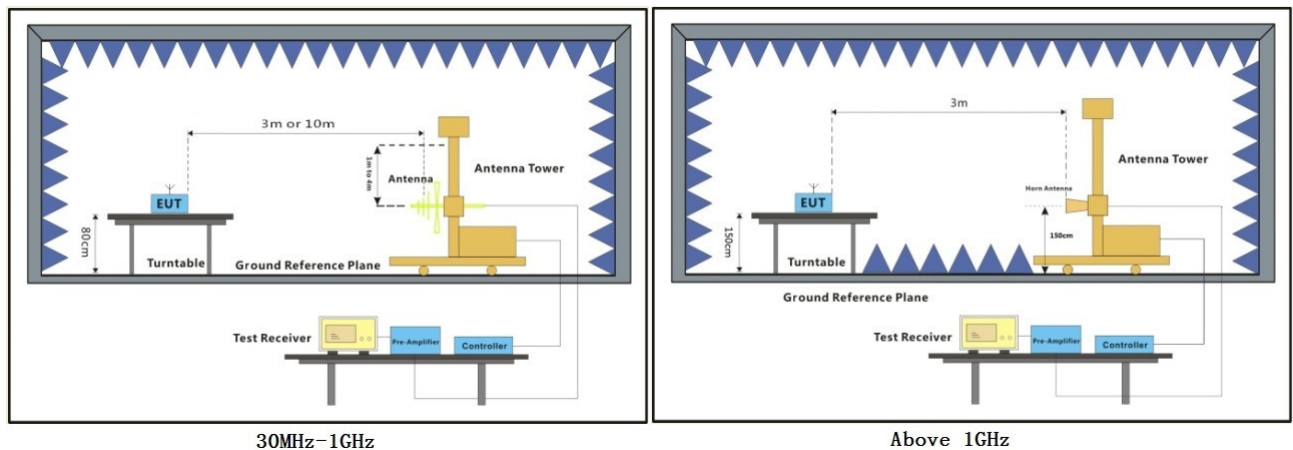 3m or 10m
1m to 4m
Antenna
Antenna Tower
EUT
80cm
Turntable
Ground Reference Plane
Test Receiver
Pre-Amplifier
Controller
30MHz-1GHz
3m
Antenna Tower
Horn Antenna
EUT
150cm
150cm
Turntable
Ground Reference Plane
Test Receiver
Pre-Amplifier
Controller
Above 1GHz